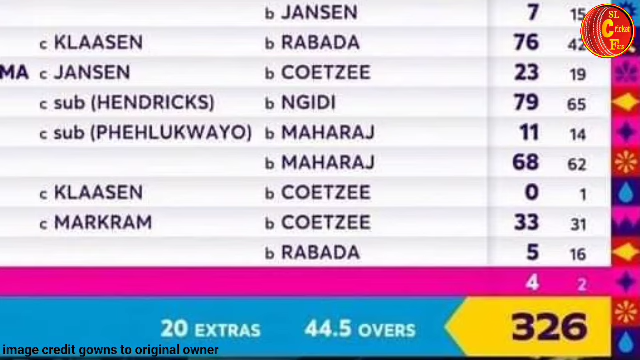 b JANSEN 7 15
c KLAASEN b RABADA 76 42
MA c JANSEN b COETZEE 23 19
c sub (HENDRICKS) b NGIDI 79 65
c sub (PHEHLUKWAYO) b MAHARAJ 11 14
b MAHARAJ 68 62
c KLAASEN b COETZEE 0 1
c MARKRAM b COETZEE 33 31
b RABADA 5 16
4 2
20 EXTRAS 44.5 OVERS 326
image credit gowns to original owner
SL
Cricket